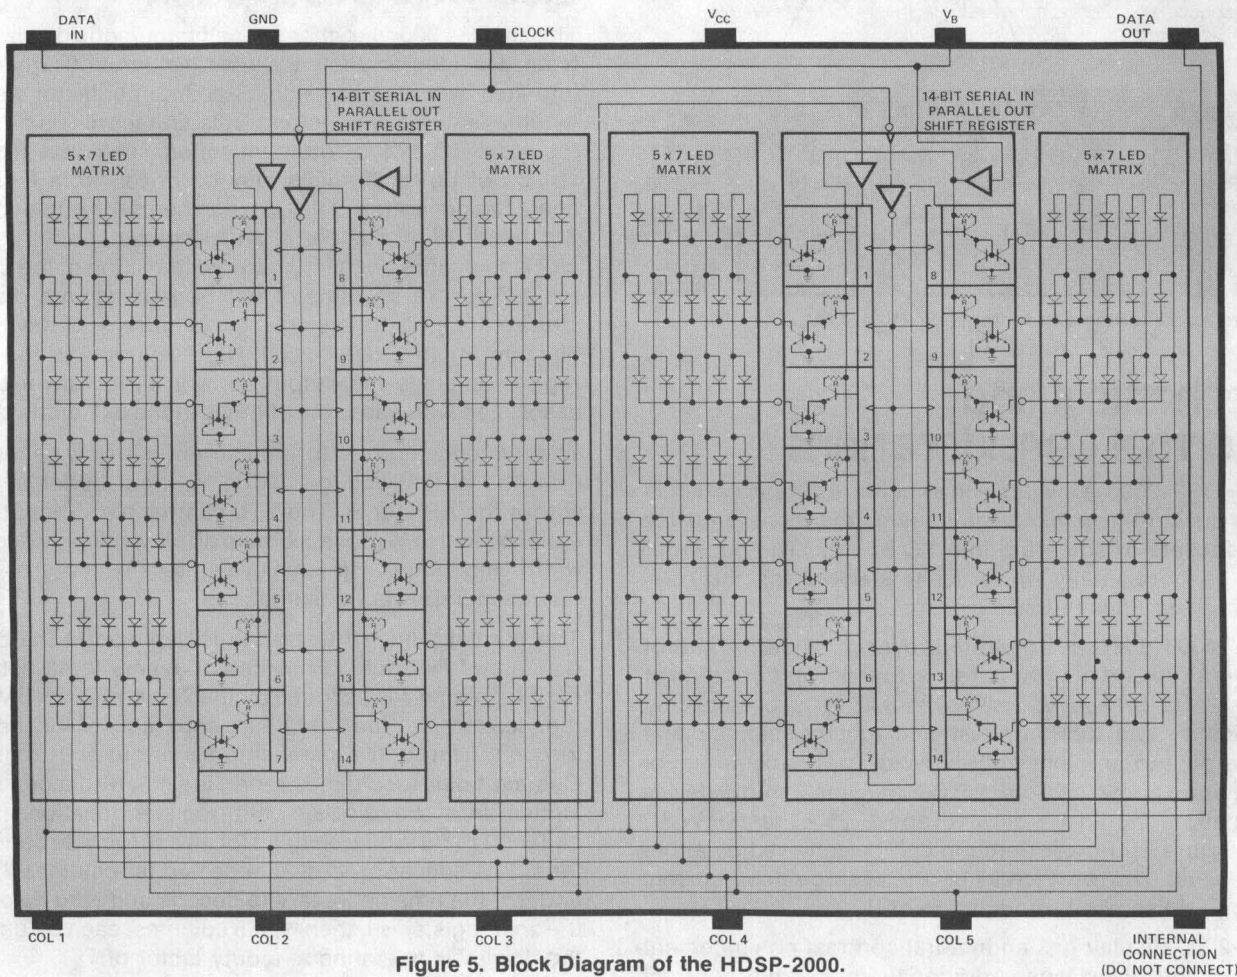 DATA
IN
GND
CLOCK
VCC
VB
DATA
OUT
14-BIT SERIAL IN
PARALLEL OUT
SHIFT REGISTER
14-BIT SERIAL IN
PARALLEL OUT
SHIFT REGISTER
5 x 7 LED
MATRIX
5 x 7 LED
MATRIX
5 x 7 LED
MATRIX
5 x 7 LED
MATRIX
R
1
R
8
R
1
R
8
R
2
R
9
R
2
R
9
R
3
R
10
R
3
R
10
R
4
R
11
R
4
R
11
R
5
R
12
R
5
R
12
R
6
R
13
R
6
R
13
R
7
R
14
R
7
R
14
COL 1
COL 2
COL 3
COL 4
COL 5
INTERNAL
CONNECTION
(DO NOT CONNECT
Figure 5. Block Diagram of the HDSP-2000.